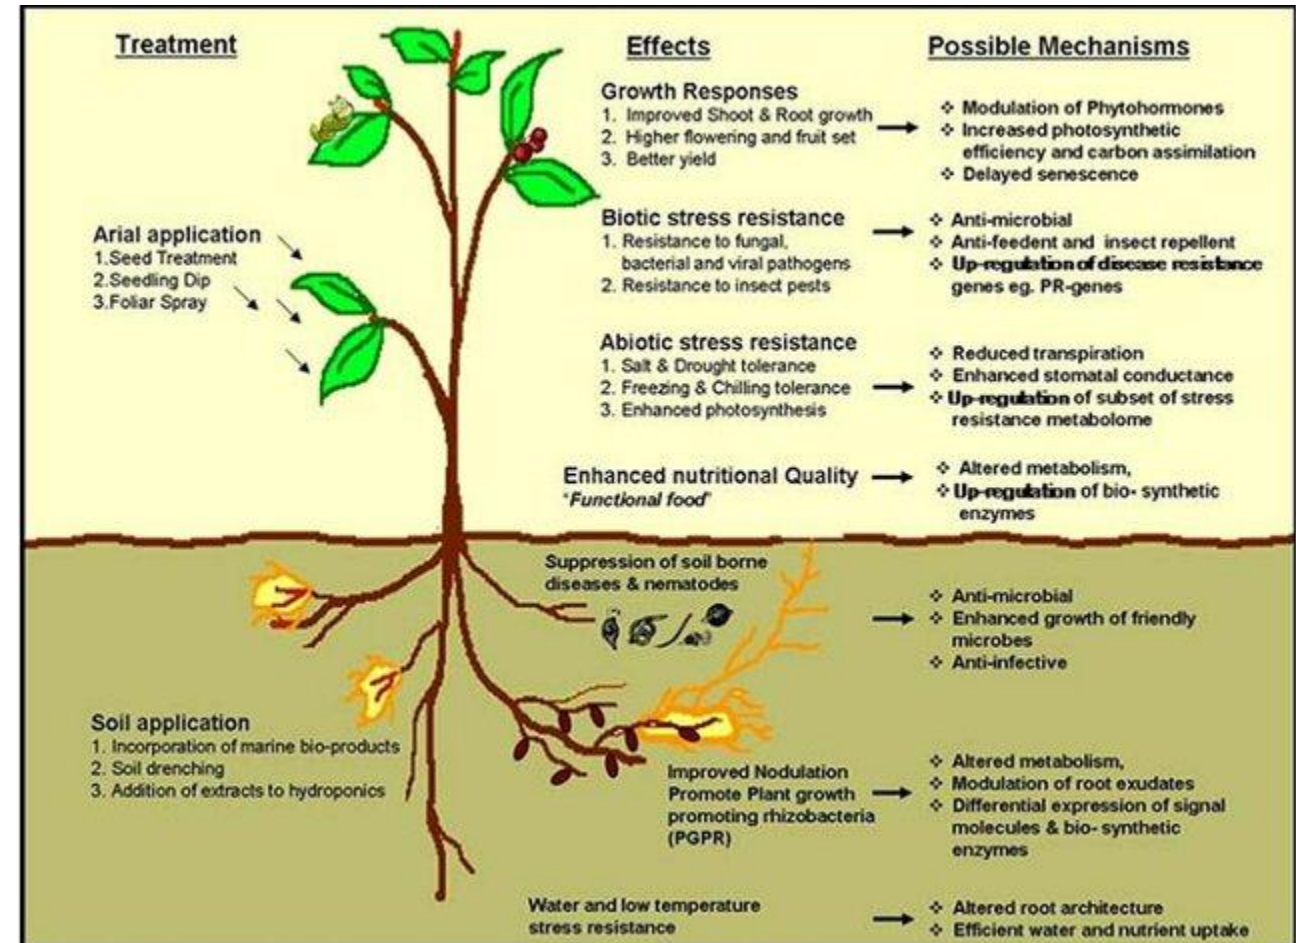 Treatment
Effects
Possible Mechanisms
Arial application
1.Seed Treatment
2.Seedling Dip
3.Foliar Spray
Growth Responses
1. Improved Shoot & Root growth
2. Higher flowering and fruit set
3. Better yield
❖ Modulation of Phytohormones
❖ Increased photosynthetic
efficiency and carbon assimilation
❖ Delayed senescence
Biotic stress resistance
1. Resistance to fungal,
bacterial and viral pathogens
2. Resistance to insect pests
❖ Anti-microbial
❖ Anti-feedent and insect repellent
❖ Up-regulation of disease resistance
genes eg. PR-genes
Abiotic stress resistance
1. Salt & Drought tolerance
2. Freezing & Chilling tolerance
3. Enhanced photosynthesis
❖ Reduced transpiration
❖ Enhanced stomatal conductance
❖ Up-regulation of subset of stress
resistance metabolome
Enhanced nutritional Quality
"Functional food"
❖ Altered metabolism,
❖ Up-regulation of bio- synthetic
enzymes
Suppression of soil borne
diseases & nematodes
❖ Anti-microbial
❖ Enhanced growth of friendly
microbes
❖ Anti-infective
Soil application
1. Incorporation of marine bio-products
2. Soil drenching
3. Addition of extracts to hydroponics
Improved Nodulation
Promote Plant growth
promoting rhizobacteria
(PGPR)
❖ Altered metabolism,
❖ Modulation of root exudates
❖ Differential expression of signal
molecules & bio- synthetic
enzymes
Water and low temperature
stress resistance
❖ Altered root architecture
❖ Efficient water and nutrient uptake